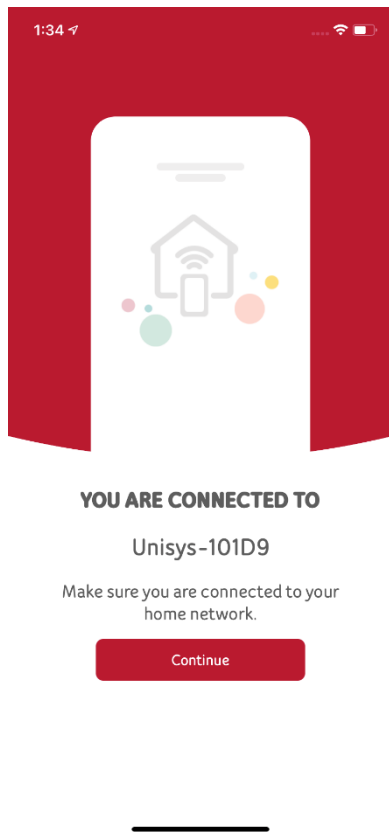 1:34
YOU ARE CONNECTED TO
Unisys-101D9
Make sure you are connected to your
home network.
Continue